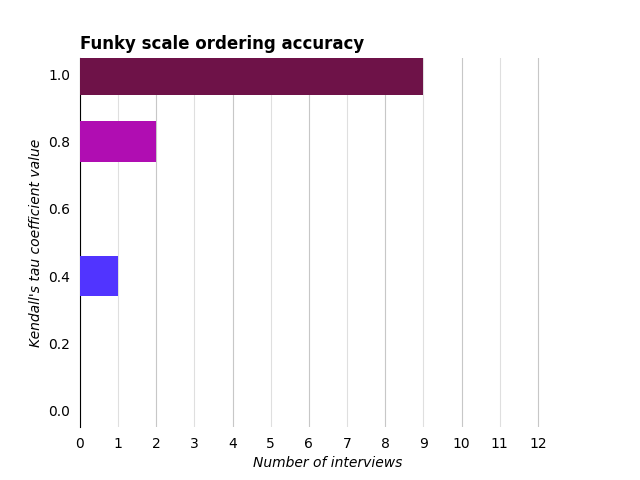 Funky scale ordering accuracy
1.0
0.8
0.6
0.4
0.2
0.0
Kendall's tau coefficient value
0 1 2 3 4 5 6 7 8 9 10 11 12
Number of interviews